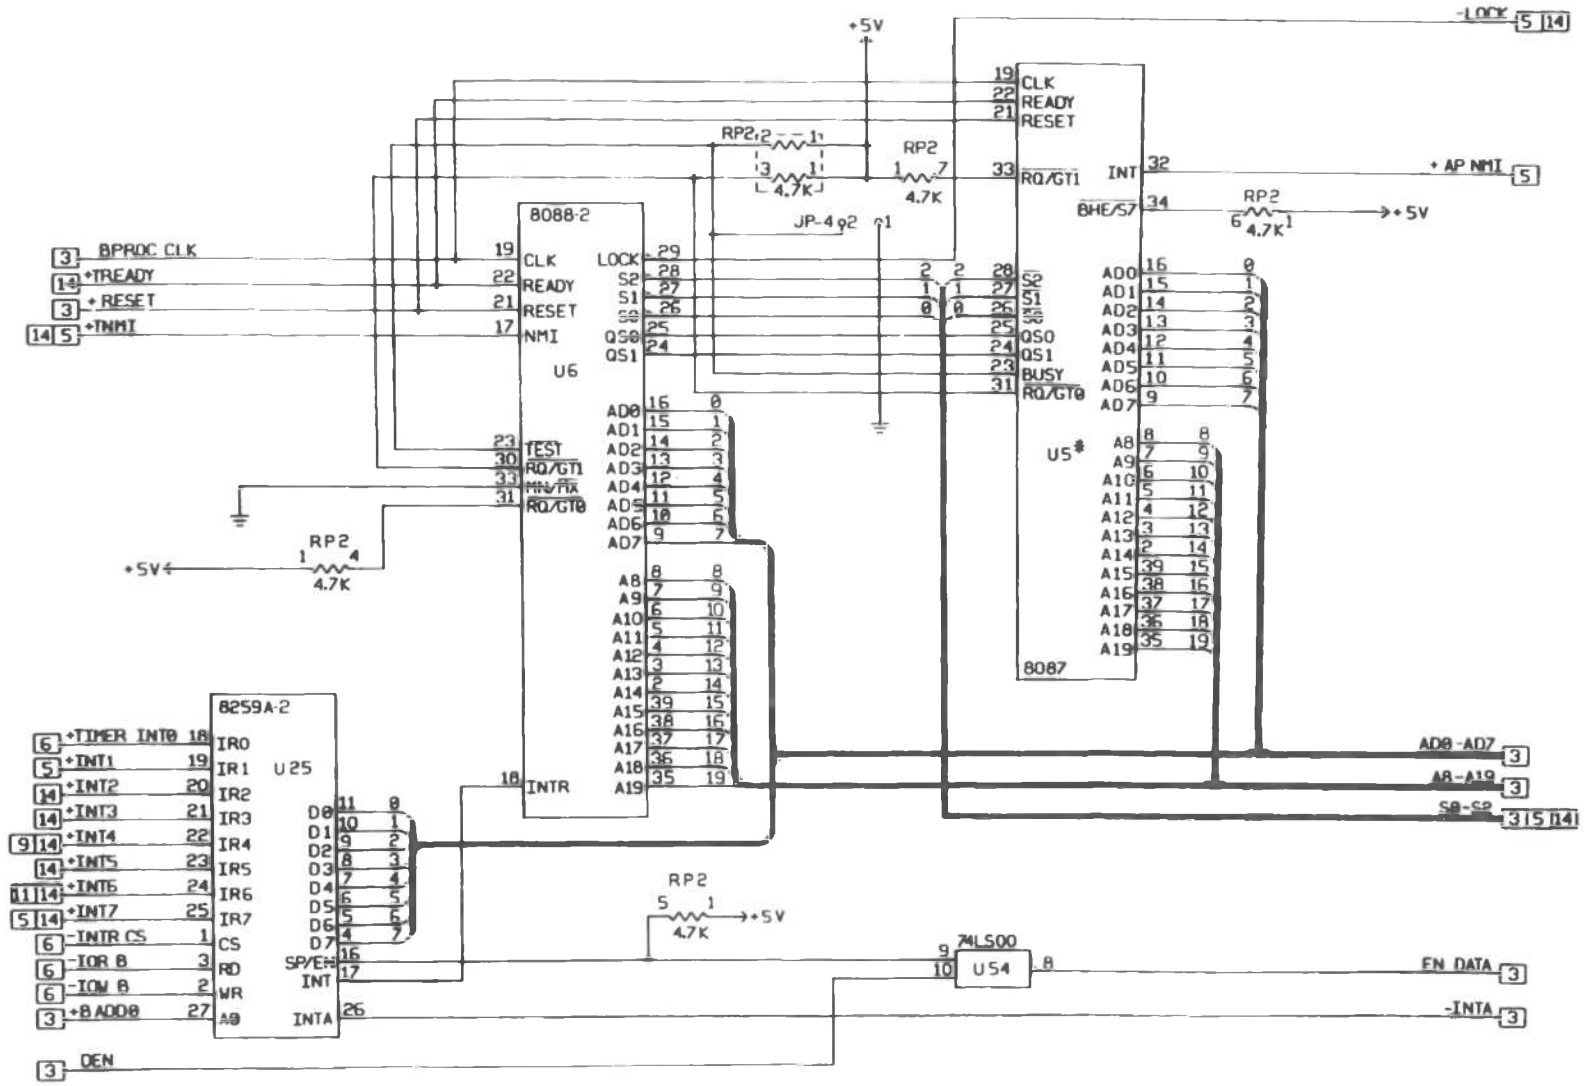 -LOCK 5 14
+5V
19 CLK
22 READY
21 RESET
RP2 2 1
3 1
4.7K
RP2
1 7
4.7K
33 RQ/GT1
INT 32
+AP NMI 5
BHE/S7 34
RP2
6 1
4.7K
+5V
JP-4 2 1
8088-2
3 BPROC CLK 19 CLK
14 +TREADY 22 READY
3 +RESET 21 RESET
14 5 +TNMI 17 NMI
U6
LOCK 29
S2 28 2 2 28 S2
S1 27 1 1 27 S1
S0 26 0 0 26 S0
QS0 25 25 QS0
QS1 24 24 QS1
23 BUSY
31 RQ/GT0
AD0 16 0
AD1 15 1
AD2 14 2
AD3 13 3
AD4 12 4
AD5 11 5
AD6 10 6
AD7 9 7
U5*
A8 8 8
A9 7 9
A10 6 10
A11 5 11
A12 4 12
A13 3 13
A14 2 14
A15 39 15
A16 38 16
A17 37 17
A18 36 18
A19 35 19
8087
23 TEST
30 RQ/GT1
33 MN/MX
31 RQ/GT0
+5V
RP2
1 4
4.7K
AD0 16 0
AD1 15 1
AD2 14 2
AD3 13 3
AD4 12 4
AD5 11 5
AD6 10 6
AD7 9 7
A8 8 8
A9 7 9
A10 6 10
A11 5 11
A12 4 12
A13 3 13
A14 2 14
A15 39 15
A16 38 16
A17 37 17
A18 36 18
A19 35 19
18 INTR
8259A-2
U25
6 +TIMER INT0 18 IR0
5 +INT1 19 IR1
14 +INT2 20 IR2
14 +INT3 21 IR3
9 14 +INT4 22 IR4
14 +INT5 23 IR5
11 14 +INT6 24 IR6
5 14 +INT7 25 IR7
6 -INTR CS 1 CS
6 -IOR B 3 RD
6 -IOW B 2 WR
3 +BADD0 27 A0
D0 11 0
D1 10 1
D2 9 2
D3 8 3
D4 7 4
D5 6 5
D6 5 6
D7 4 7
SP/EN 16
INT 17
INTA 26
3 DEN
RP2
5 1
4.7K
+5V
74LS00
9
10
U54
8
AD0-AD7 3
A8-A19 3
S0-S2 3 5 14
EN DATA 3
-INTA 3